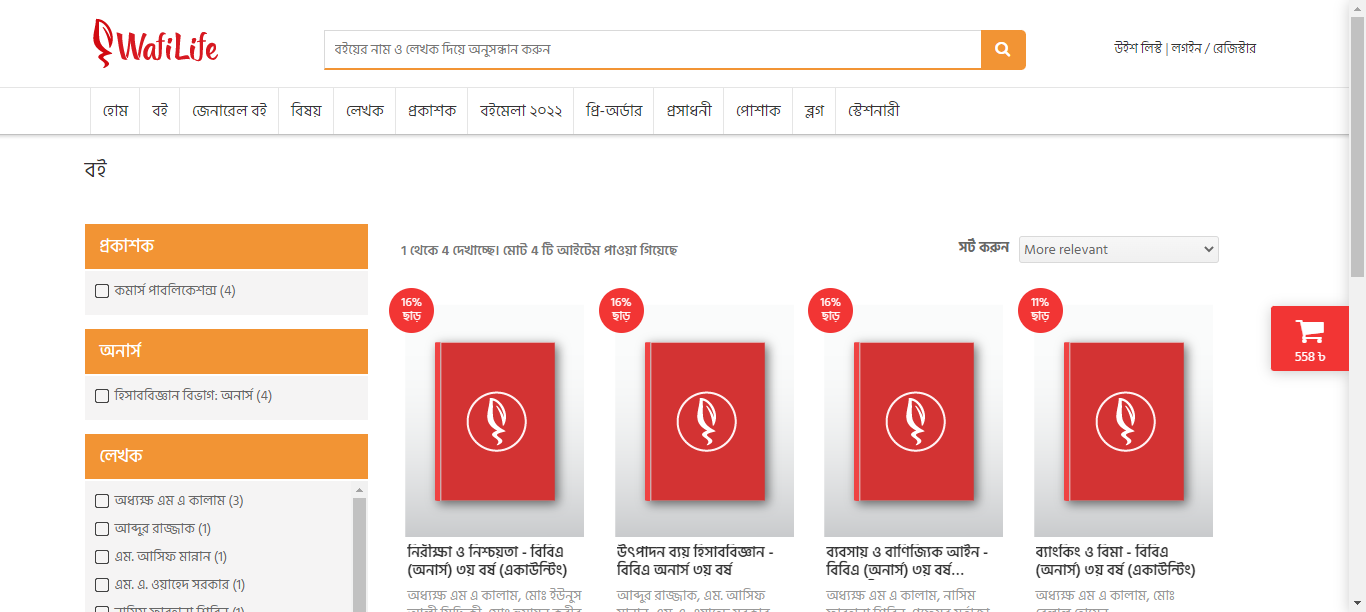 WafiLife
বইয়ের নাম ও লেখক দিয়ে অনুসন্ধান করুন
উইশ লিস্ট | লগইন / রেজিস্টার
হোম বই জেনারেল বই বিষয় লেখক প্রকাশক বইমেলা ২০২২ প্রি-অর্ডার প্রসাধনী পোশাক ব্লগ স্টেশনারী
বই
প্রকাশক
কমার্স পাবলিকেশন্স (4)
অনার্স
হিসাববিজ্ঞান বিভাগ: অনার্স (4)
লেখক
অধ্যক্ষ এম এ কালাম (3)
আব্দুর রাজ্জাক (1)
এম. আসিফ মান্নান (1)
এম. এ. ওয়াহেদ সরকার (1)
1 থেকে 4 দেখাচ্ছে। মোট 4 টি আইটেম পাওয়া গিয়েছে
সর্ট করুন More relevant
16%
ছাড়
16%
ছাড়
16%
ছাড়
11%
ছাড়
558 ৳
নিরীক্ষা ও নিশ্চয়তা - বিবিএ
(অনার্স) ৩য় বর্ষ (একাউন্টিং)
অধ্যক্ষ এম এ কালাম, মোঃ ইউনুস
উৎপাদন ব্যয় হিসাববিজ্ঞান -
বিবিএ অনার্স ৩য় বর্ষ
আব্দুর রাজ্জাক, এম. আসিফ
ব্যবসায় ও বাণিজ্যিক আইন -
বিবিএ (অনার্স) ৩য় বর্ষ...
অধ্যক্ষ এম এ কালাম, নাসিম
ব্যাংকিং ও বিমা - বিবিএ
(অনার্স) ৩য় বর্ষ (একাউন্টিং)
অধ্যক্ষ এম এ কালাম, মোঃ